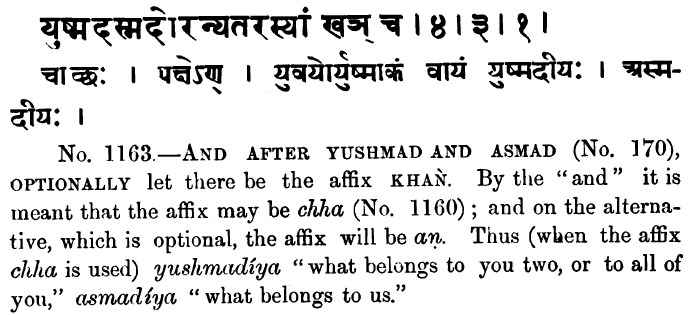 युष्मदस्मदोरन्यतरस्यां खञ् च । ४ । ३ । १ ।
चाच्छः । पक्षेऽण् । युवयोर्युष्माकं वायं युष्मदीयः । अस्म-
दीयः ।
No. 1163.—AND AFTER YUSHMAD AND ASMAD (No. 170),
OPTIONALLY let there be the affix KHAṄ. By the “and” it is
meant that the affix may be chha (No. 1160) ; and on the alterna-
tive, which is optional, the affix will be aṇ. Thus (when the affix
chha is used) yushmadíya “what belongs to you two, or to all of
you,” asmadíya “what belongs to us.”